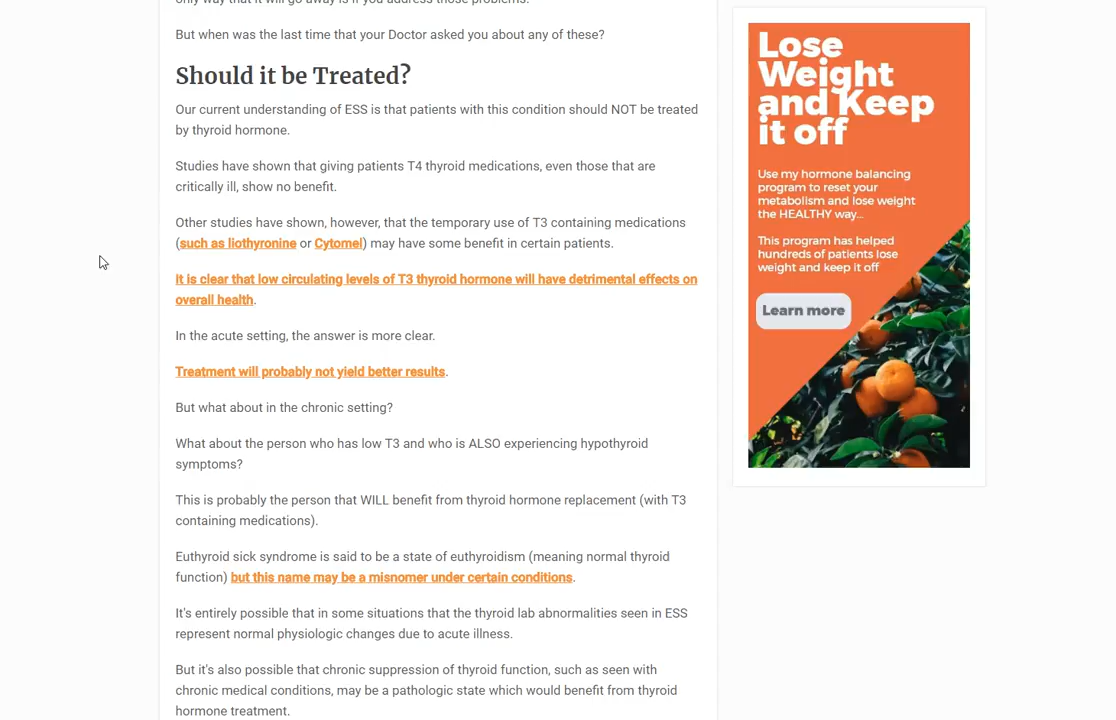 only way that it will go away is if you address those problems.
But when was the last time that your Doctor asked you about any of these?
Should it be Treated?
Our current understanding of ESS is that patients with this condition should NOT be treated
by thyroid hormone.
Studies have shown that giving patients T4 thyroid medications, even those that are
critically ill, show no benefit.
Other studies have shown, however, that the temporary use of T3 containing medications
(such as liothyronine or Cytomel) may have some benefit in certain patients.
It is clear that low circulating levels of T3 thyroid hormone will have detrimental effects on
overall health.
In the acute setting, the answer is more clear.
Treatment will probably not yield better results.
But what about in the chronic setting?
What about the person who has low T3 and who is ALSO experiencing hypothyroid
symptoms?
This is probably the person that WILL benefit from thyroid hormone replacement (with T3
containing medications).
Euthyroid sick syndrome is said to be a state of euthyroidism (meaning normal thyroid
function) but this name may be a misnomer under certain conditions.
It's entirely possible that in some situations that the thyroid lab abnormalities seen in ESS
represent normal physiologic changes due to acute illness.
But it's also possible that chronic suppression of thyroid function, such as seen with
chronic medical conditions, may be a pathologic state which would benefit from thyroid
hormone treatment.
Lose
Weight
and Keep
it off
Use my hormone balancing
program to reset your
metabolism and lose weight
the HEALTHY way...
This program has helped
hundreds of patients lose
weight and keep it off
Learn more